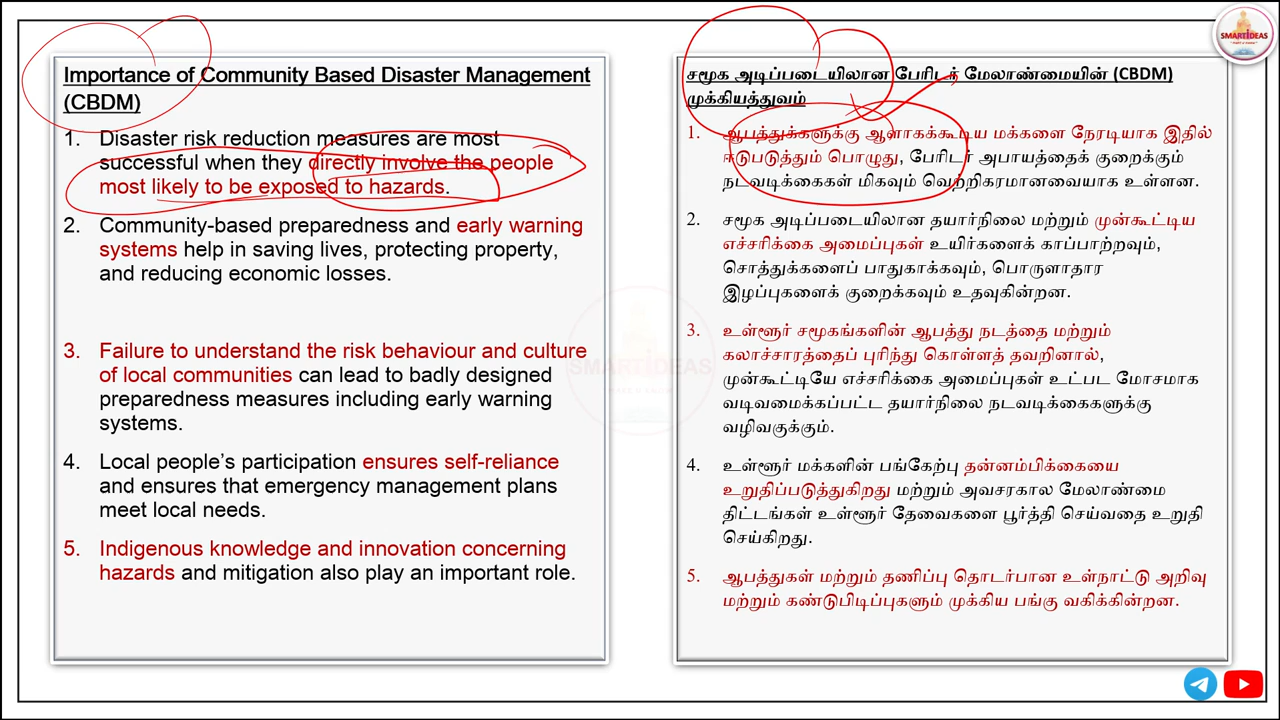 SMARTIDEAS
Importance of Community Based Disaster Management
(CBDM)
1. Disaster risk reduction measures are most
successful when they directly involve the people
most likely to be exposed to hazards.
2. Community-based preparedness and early warning
systems help in saving lives, protecting property,
and reducing economic losses.
3. Failure to understand the risk behaviour and culture
of local communities can lead to badly designed
preparedness measures including early warning
systems.
4. Local people’s participation ensures self-reliance
and ensures that emergency management plans
meet local needs.
5. Indigenous knowledge and innovation concerning
hazards and mitigation also play an important role.
சமூக அடிப்படையிலான பேரிடர் மேலாண்மையின் (CBDM)
முக்கியத்துவம்
1. ஆபத்துக்களுக்கு ஆளாகக்கூடிய மக்களை நேரடியாக இதில்
ஈடுபடுத்தும் பொழுது, பேரிடர் அபாயத்தைக் குறைக்கும்
நடவடிக்கைகள் மிகவும் வெற்றிகரமானவையாக உள்ளன.
2. சமூக அடிப்படையிலான தயார்நிலை மற்றும் முன்கூட்டிய
எச்சரிக்கை அமைப்புகள் உயிர்களைக் காப்பாற்றவும்,
சொத்துக்களைப் பாதுகாக்கவும், பொருளாதார
இழப்புகளைக் குறைக்கவும் உதவுகின்றன.
3. உள்ளூர் சமூகங்களின் ஆபத்து நடத்தை மற்றும்
கலாச்சாரத்தைப் புரிந்து கொள்ளத் தவறினால்,
முன்கூட்டியே எச்சரிக்கை அமைப்புகள் உட்பட மோசமாக
வடிவமைக்கப்பட்ட தயார்நிலை நடவடிக்கைகளுக்கு
வழிவகுக்கும்.
4. உள்ளூர் மக்களின் பங்கேற்பு தன்னம்பிக்கையை
உறுதிப்படுத்துகிறது மற்றும் அவசரகால மேலாண்மை
திட்டங்கள் உள்ளூர் தேவைகளை பூர்த்தி செய்வதை உறுதி
செய்கிறது.
5. ஆபத்துகள் மற்றும் தணிப்பு தொடர்பான உள்நாட்டு அறிவு
மற்றும் கண்டுபிடிப்புகளும் முக்கிய பங்கு வகிக்கின்றன.
SMARTIDEAS